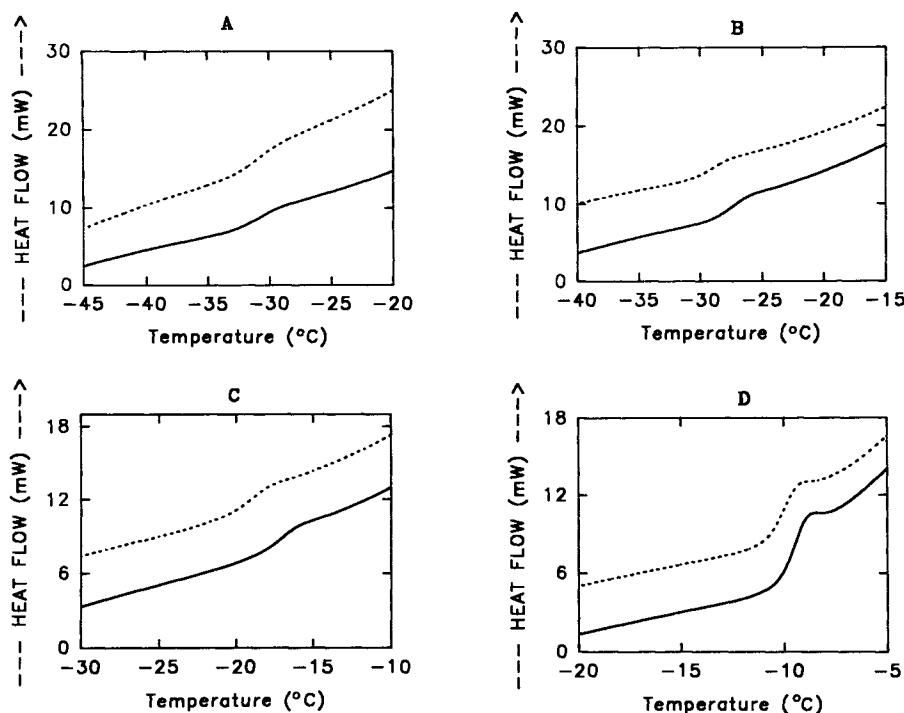 A
--- HEAT FLOW (mW) --->
30
20
10
0
-45 -40 -35 -30 -25 -20
Temperature (°C)
B
--- HEAT FLOW (mW) --->
30
20
10
0
-40 -35 -30 -25 -20 -15
Temperature (°C)
C
--- HEAT FLOW (mW) --->
18
12
6
0
-30 -25 -20 -15 -10
Temperature (°C)
D
--- HEAT FLOW (mW) --->
18
12
6
0
-20 -15 -10 -5
Temperature (°C)